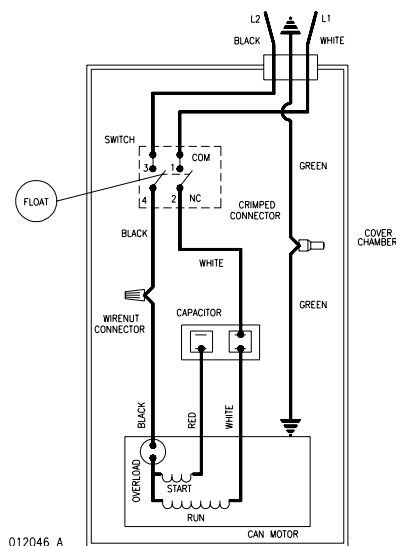 L2
L1
BLACK
WHITE
SWITCH
COM
3
1
FLOAT
4
2
NC
GREEN
CRIMPED
CONNECTOR
BLACK
COVER
CHAMBER
WHITE
WIRENUT
CONNECTOR
CAPACITOR
GREEN
BLACK
RED
WHITE
OVERLOAD
START
RUN
CAN MOTOR
012046 A